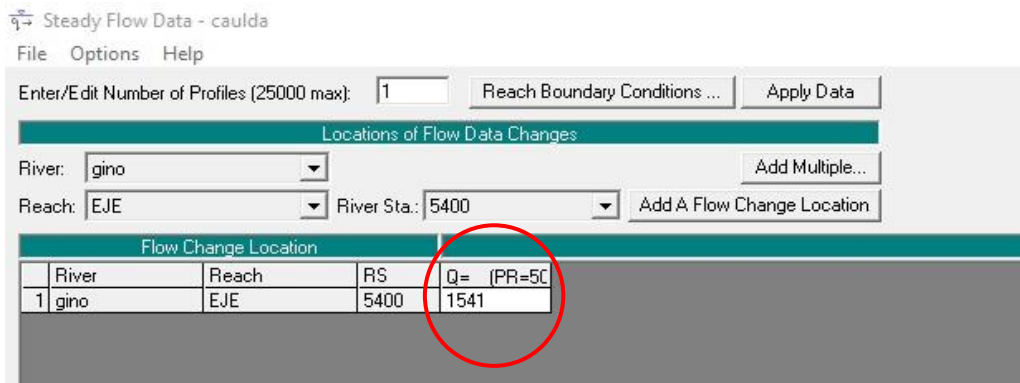 Steady Flow Data - caulda
File Options Help
Enter/Edit Number of Profiles (25000 max): 1 Reach Boundary Conditions ... Apply Data
Locations of Flow Data Changes
River: gino Add Multiple...
Reach: EJE River Sta.: 5400 Add A Flow Change Location
Flow Change Location
River Reach RS Q= (PR=50
1 gino EJE 5400 1541